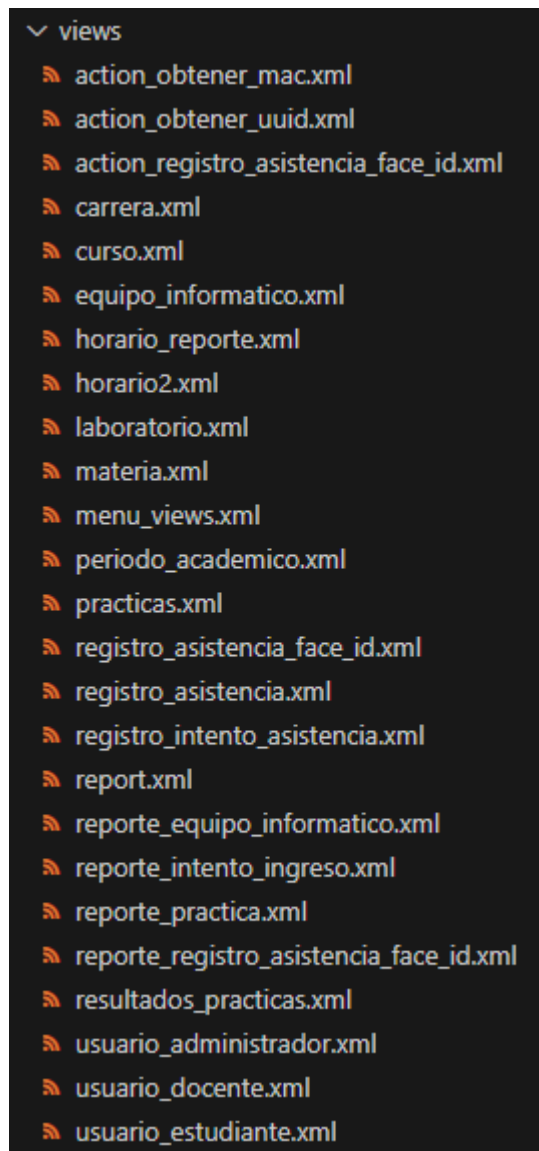 views
action_obtener_mac.xml
action_obtener_uuid.xml
action_registro_asistencia_face_id.xml
carrera.xml
curso.xml
equipo_informatico.xml
horario_reporte.xml
horario2.xml
laboratorio.xml
materia.xml
menu_views.xml
periodo_academico.xml
practicas.xml
registro_asistencia_face_id.xml
registro_asistencia.xml
registro_intento_asistencia.xml
report.xml
reporte_equipo_informatico.xml
reporte_intento_ingreso.xml
reporte_practica.xml
reporte_registro_asistencia_face_id.xml
resultados_practicas.xml
usuario_administrador.xml
usuario_docente.xml
usuario_estudiante.xml